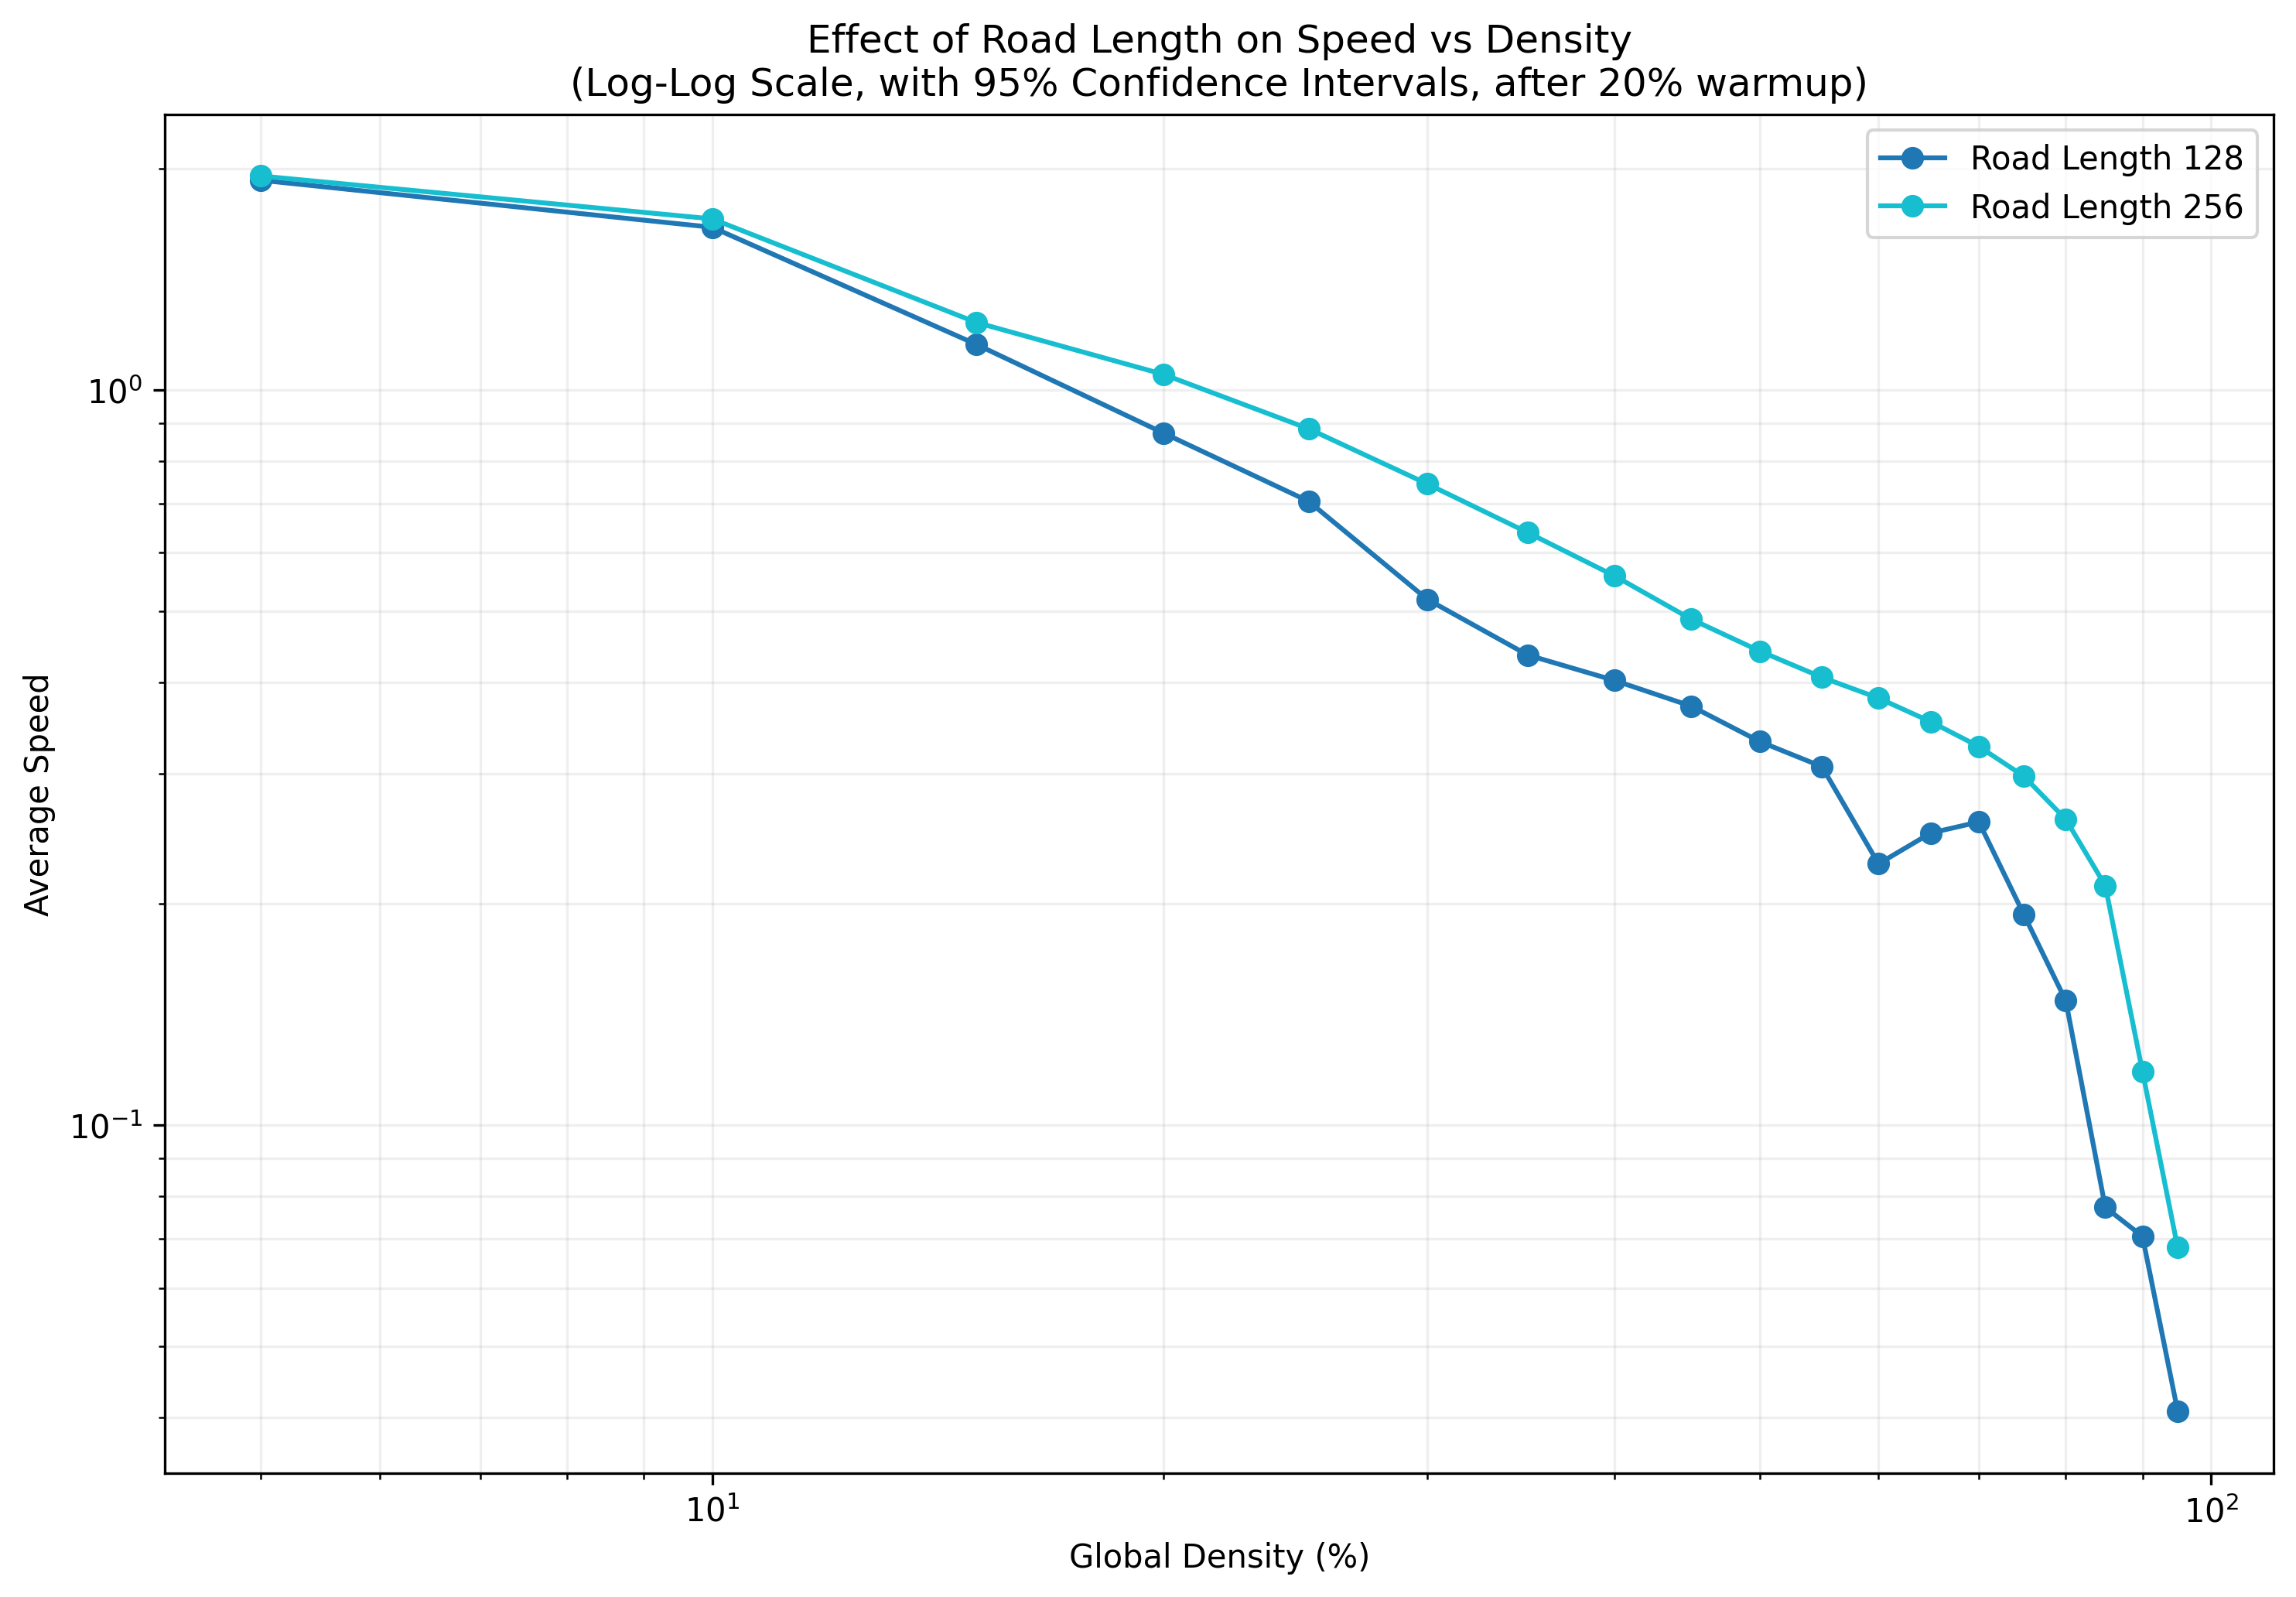 Effect of Road Length on Speed vs Density
(Log-Log Scale, with 95% Confidence Intervals, after 20% warmup)
Road Length 128
Road Length 256
10⁰
10⁻¹
Average Speed
10¹
10²
Global Density (%)